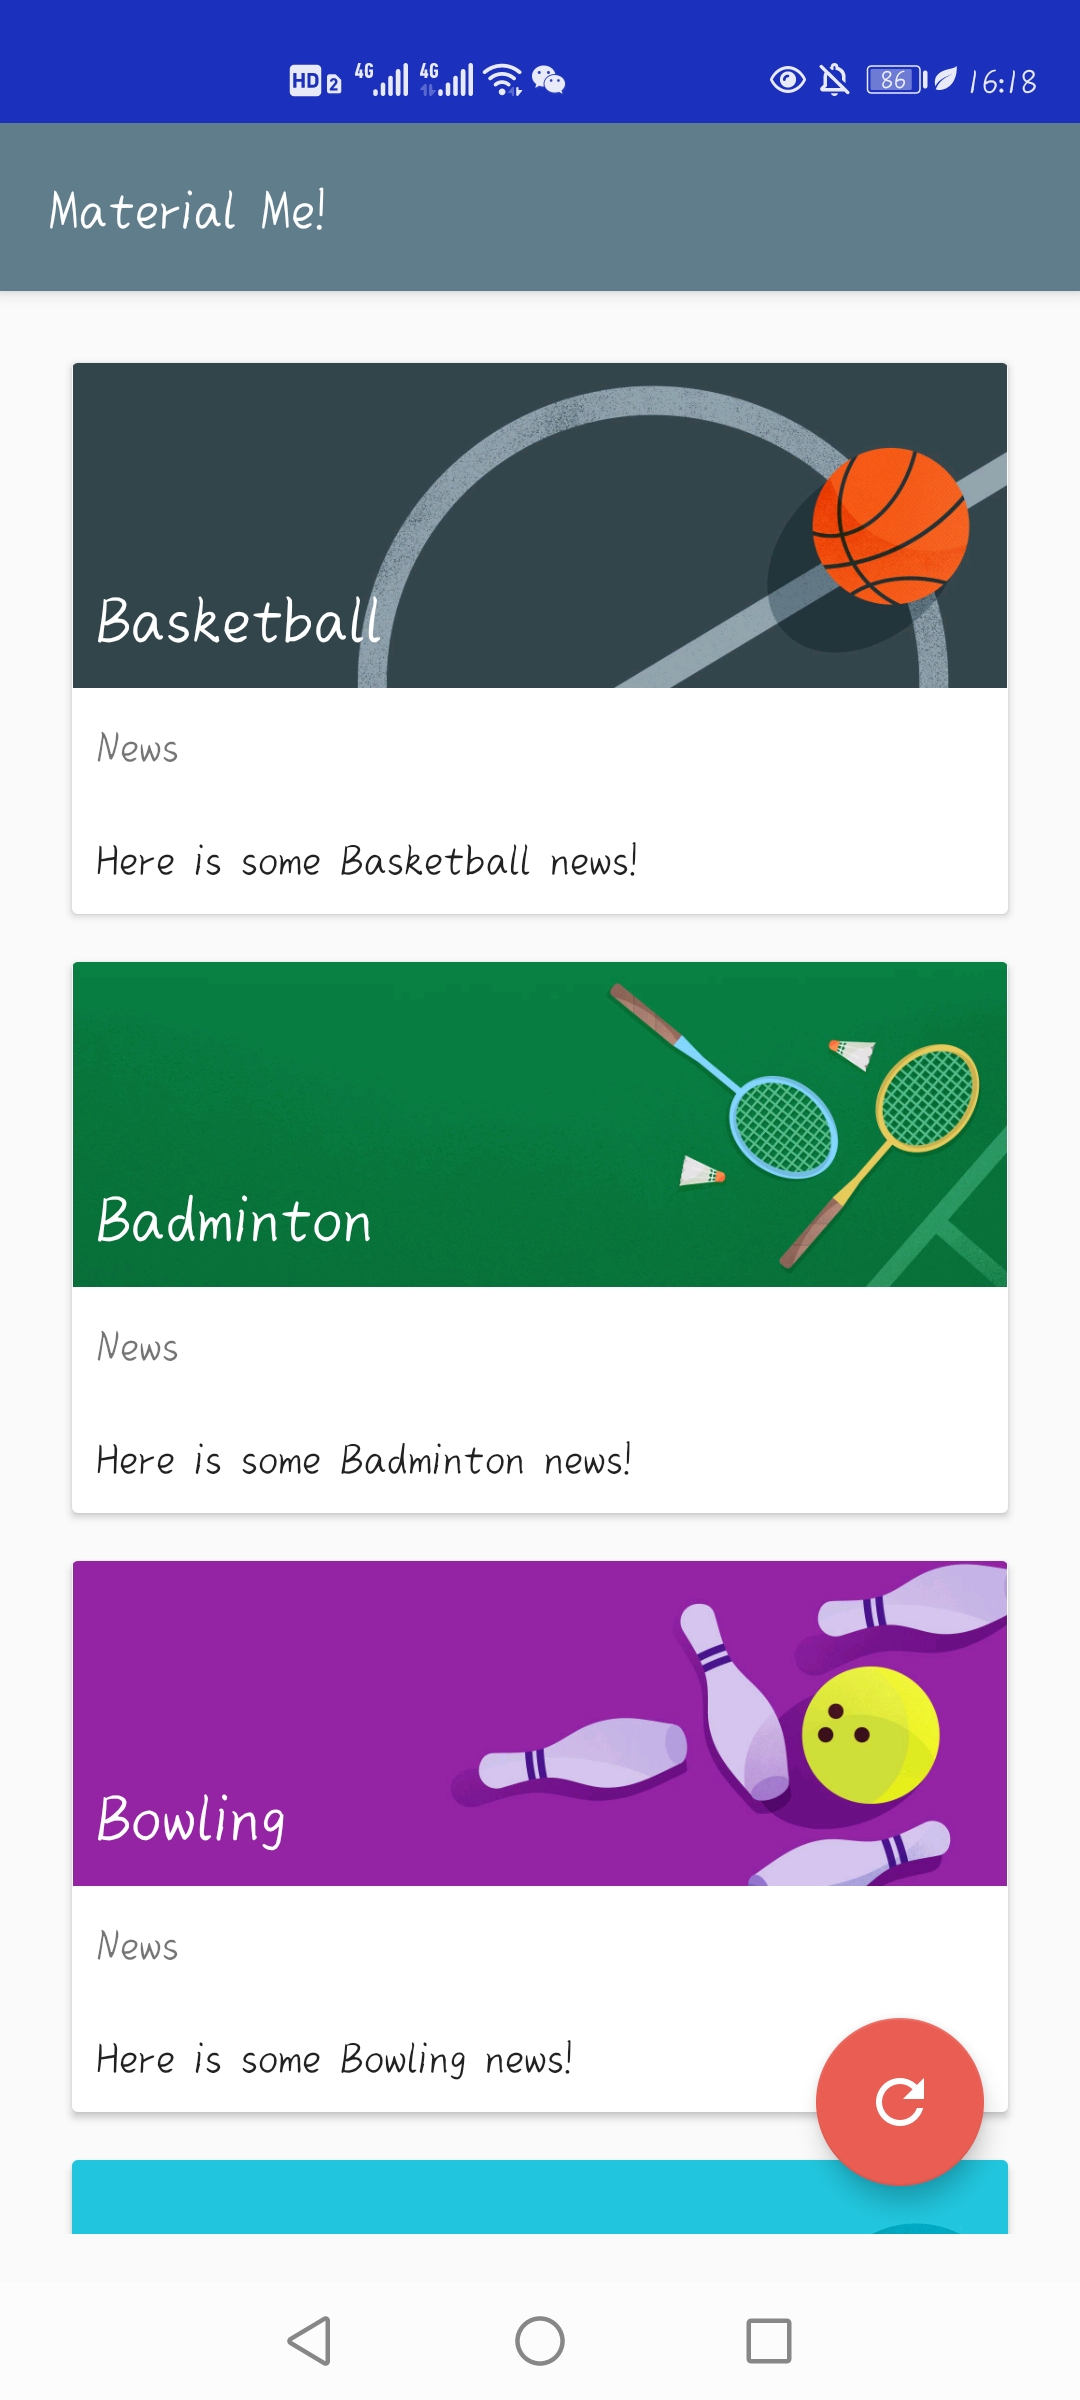 HD 2 4G 4G 86 16:18
Material Me!
Basketball
News
Here is some Basketball news!
Badminton
News
Here is some Badminton news!
Bowling
News
Here is some Bowling news!